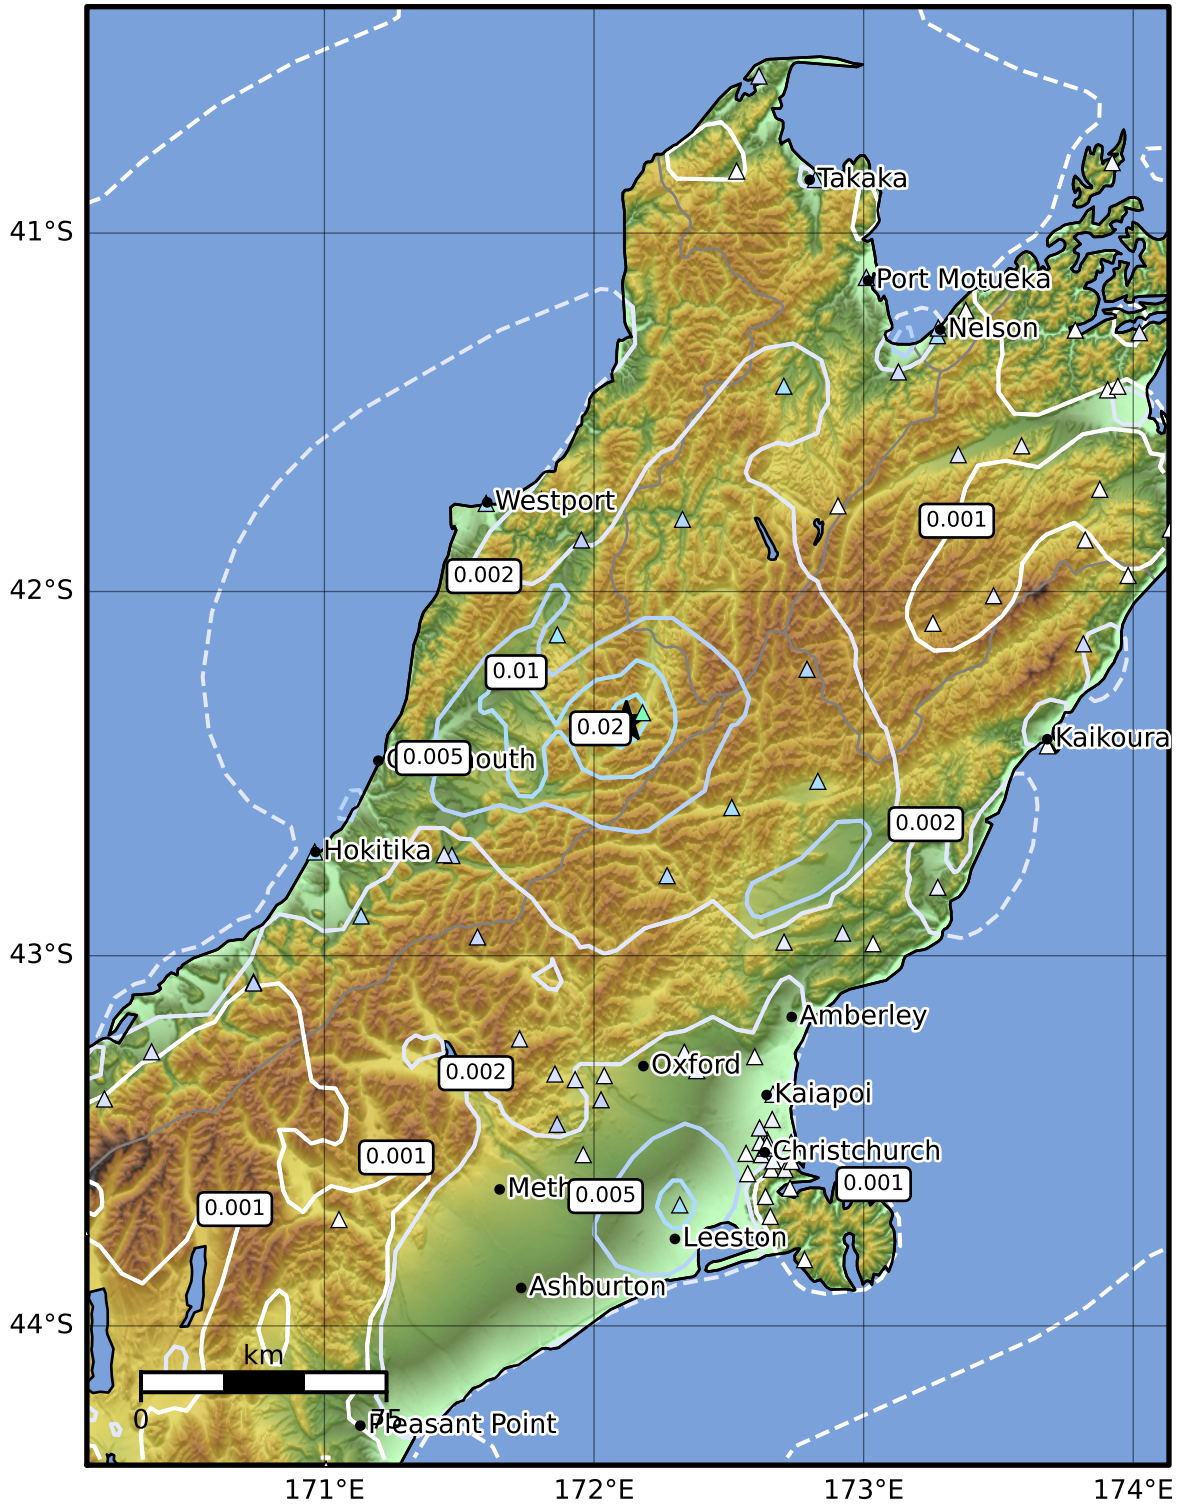 Takaka
41°S
Port Motueka
Nelson
Westport
0.001
0.002
42°S
0.01
0.02
Kaikoura
0.005
outh
0.002
Hokitika
43°S
Amberley
Oxford
0.002
Kaiapoi
Christchurch
0.001
0.001
Meth
0.005
0.001
Leeston
Ashburton
44°S
km
0
75
Pleasant Point
171°E
172°E
173°E
174°E